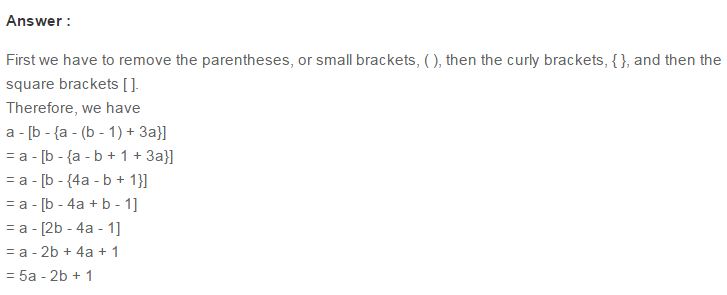 Answer :
First we have to remove the parentheses, or small brackets, ( ), then the curly brackets, { }, and then the
square brackets [ ].
Therefore, we have
a - [b - {a - (b - 1) + 3a}]
= a - [b - {a - b + 1 + 3a}]
= a - [b - {4a - b + 1}]
= a - [b - 4a + b - 1]
= a - [2b - 4a - 1]
= a - 2b + 4a + 1
= 5a - 2b + 1